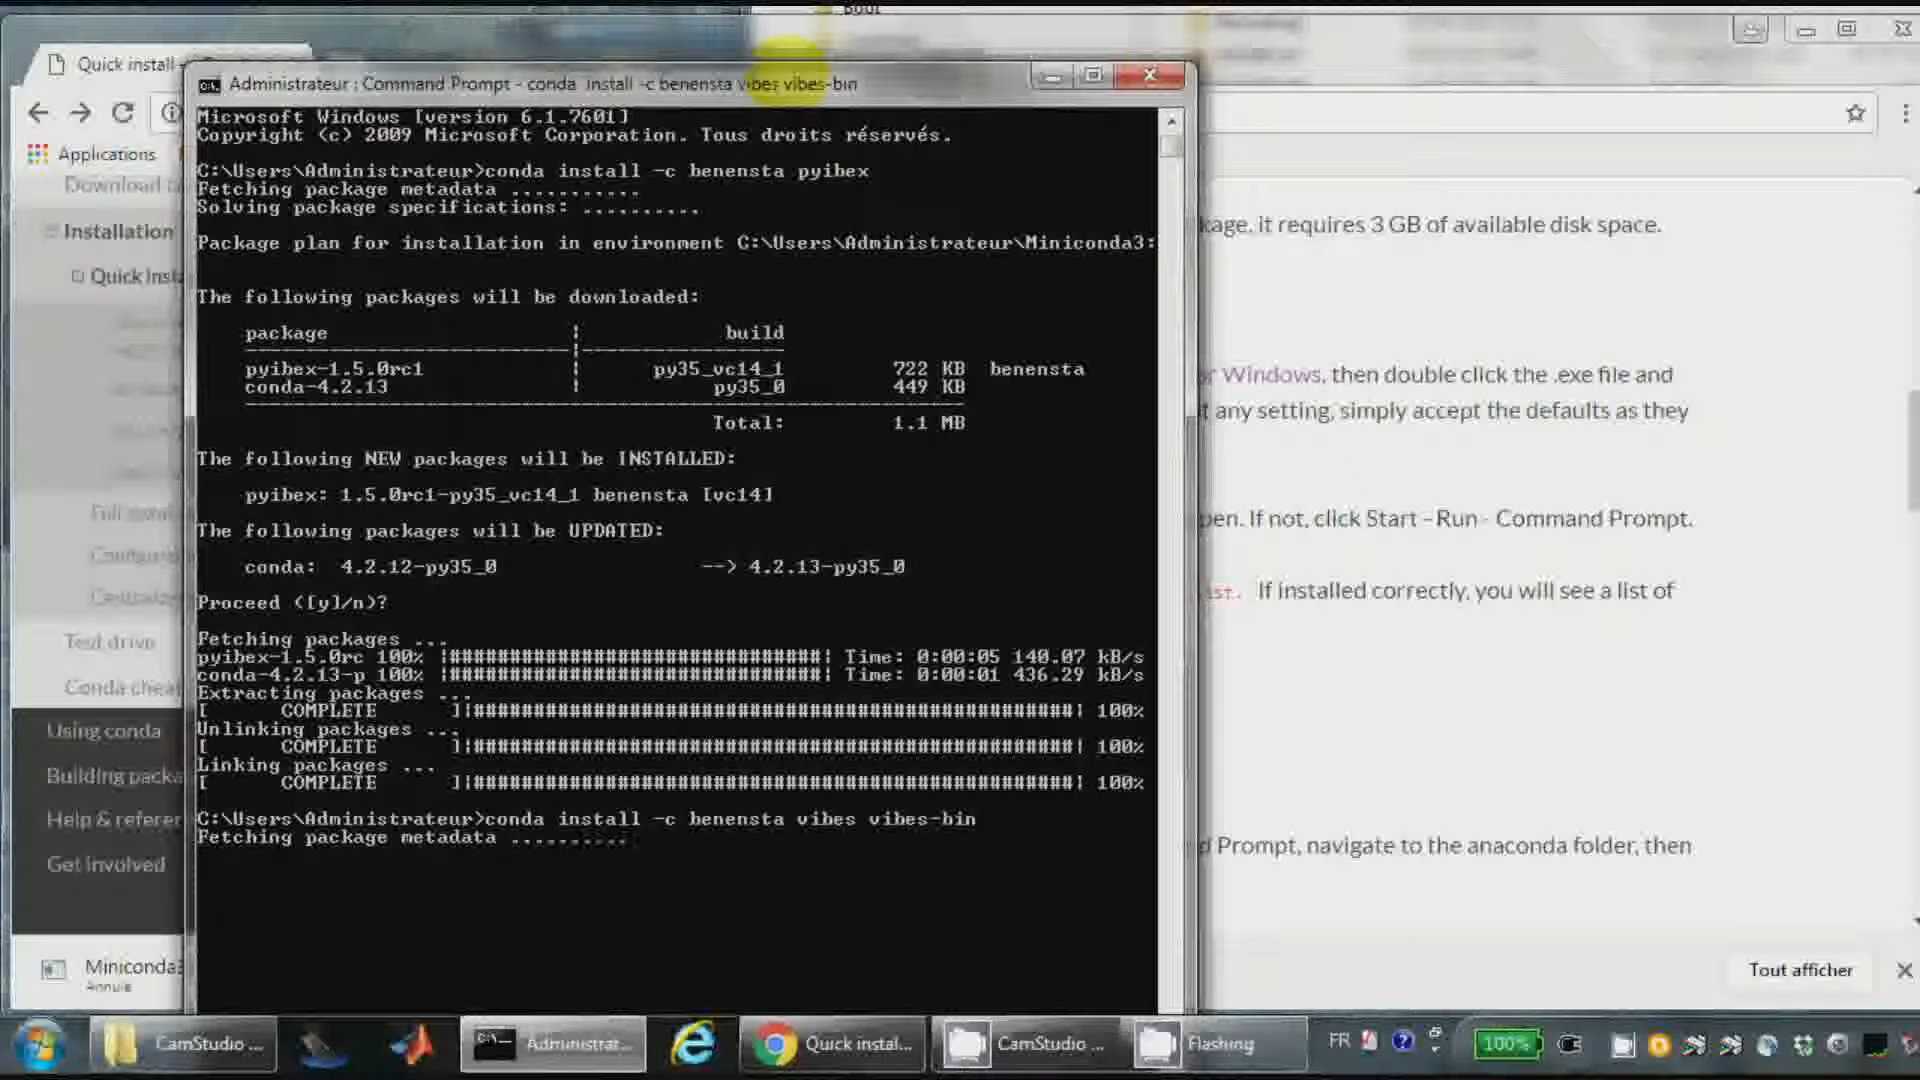 Boot
Quick install -
Applications
Administrateur : Command Prompt - conda install -c benensta vibes vibes-bin
Microsoft Windows [version 6.1.7601]
Copyright (c) 2009 Microsoft Corporation. Tous droits réservés.
C:\Users\Administrateur>conda install -c benensta pyibex
Fetching package metadata ...........
Solving package specifications: ..........
Package plan for installation in environment C:\Users\Administrateur\Miniconda3:
The following packages will be downloaded:
package | build
pyibex-1.5.0rc1 | py35_vc14_1 722 KB benensta
conda-4.2.13 | py35_0 449 KB
Total: 1.1 MB
The following NEW packages will be INSTALLED:
pyibex: 1.5.0rc1-py35_vc14_1 benensta [vc14]
The following packages will be UPDATED:
conda: 4.2.12-py35_0 --> 4.2.13-py35_0
Proceed ([y]/n)?
Fetching packages ...
pyibex-1.5.0rc 100% |###############################| Time: 0:00:05 140.07 kB/s
conda-4.2.13-p 100% |###############################| Time: 0:00:01 436.29 kB/s
Extracting packages ...
[ COMPLETE ]|##################################################| 100%
Unlinking packages ...
[ COMPLETE ]|##################################################| 100%
Linking packages ...
[ COMPLETE ]|##################################################| 100%
C:\Users\Administrateur>conda install -c benensta vibes vibes-bin
Fetching package metadata ..........
Download
Installation
Quick insta
Test drive
Conda chea
Using conda
Building packa
Help & referen
Get involved
kage, it requires 3 GB of available disk space.
r Windows, then double click the .exe file and
t any setting, simply accept the defaults as they
pen. If not, click Start - Run - Command Prompt.
ist. If installed correctly, you will see a list of
d Prompt, navigate to the anaconda folder, then
Miniconda3
Annulé
Tout afficher
CamStudio ...
Administrat...
Quick instal...
CamStudio ...
Flashing
FR
100%